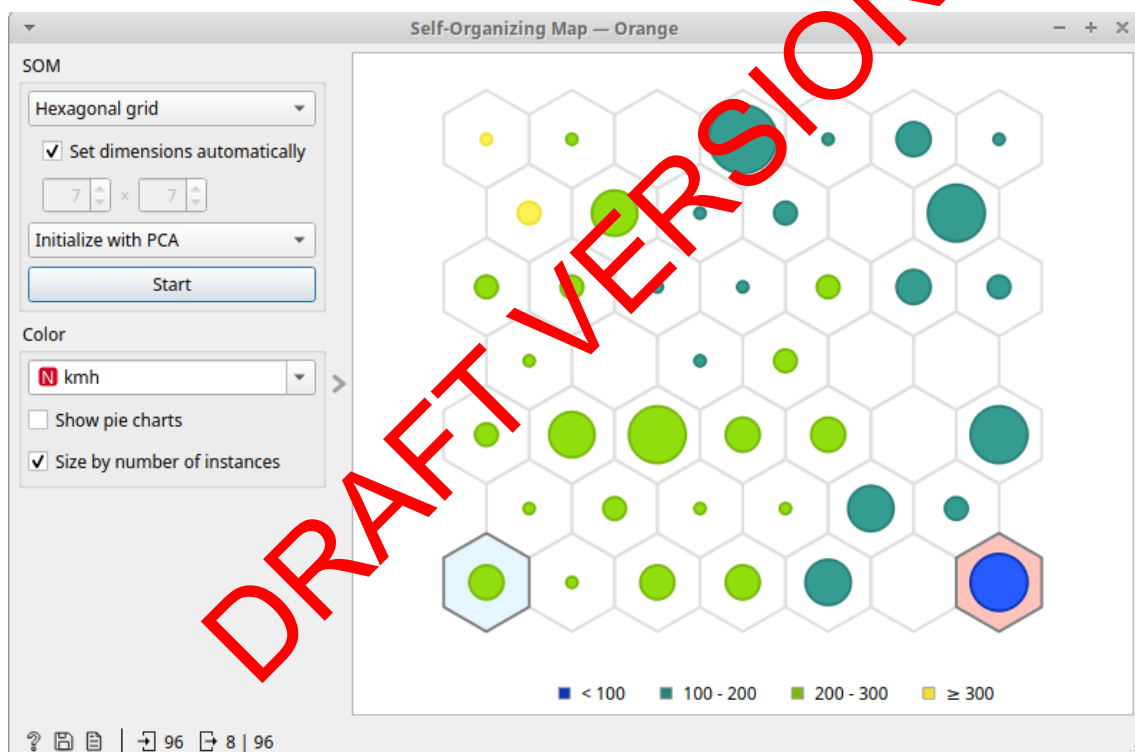 Self-Organizing Map — Orange
SOM
Hexagonal grid
Set dimensions automatically
7 × 7
Initialize with PCA
Start
Color
N kmh
Show pie charts
Size by number of instances
< 100 100 - 200 200 - 300 ≥ 300
? 96 8 | 96
DRAFT VERSION